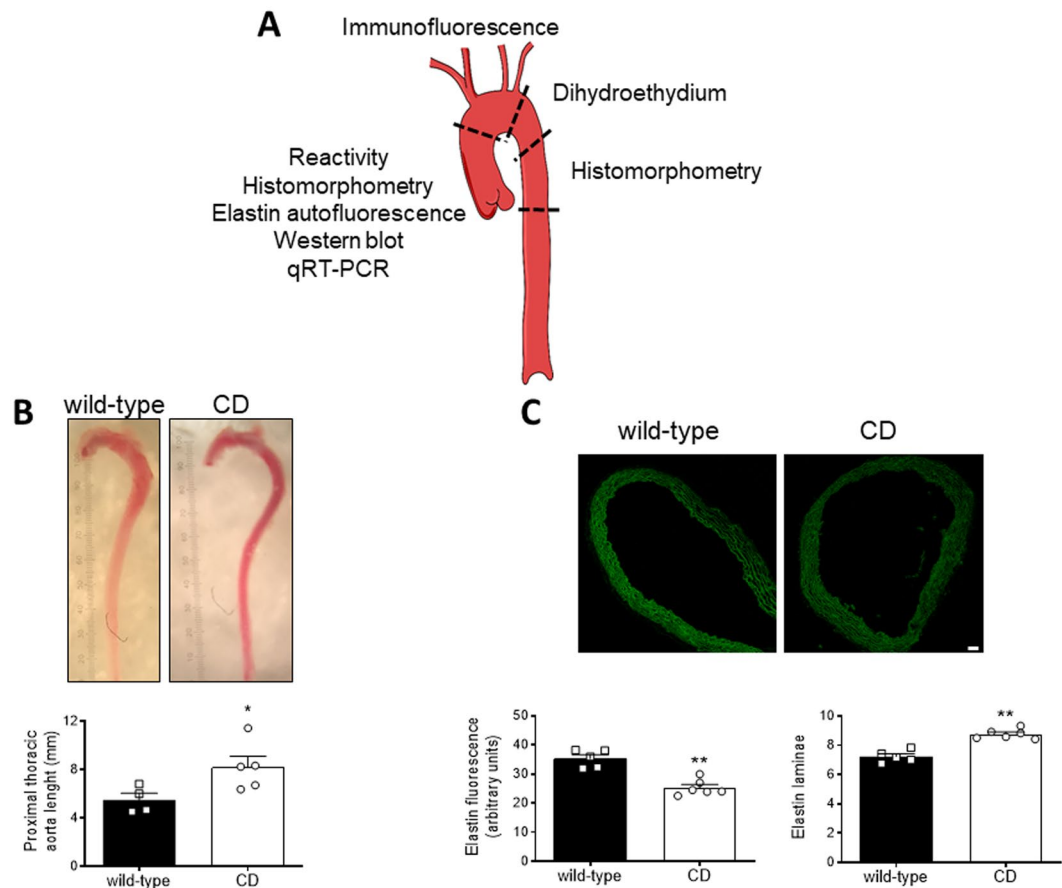 A
Immunofluorescence
Dihydroethydium
Reactivity
Histomorphometry
Elastin autofluorescence
Western blot
qRT-PCR
Histomorphometry
B
wild-type
CD
Proximal thoracic
aorta lenght (mm)
12
8
4
0
*
wild-type
CD
C
wild-type
CD
Elastin fluorescence
(arbitrary units)
50
40
30
20
10
0
**
wild-type
CD
Elastin laminae
10
8
6
4
2
0
**
wild-type
CD